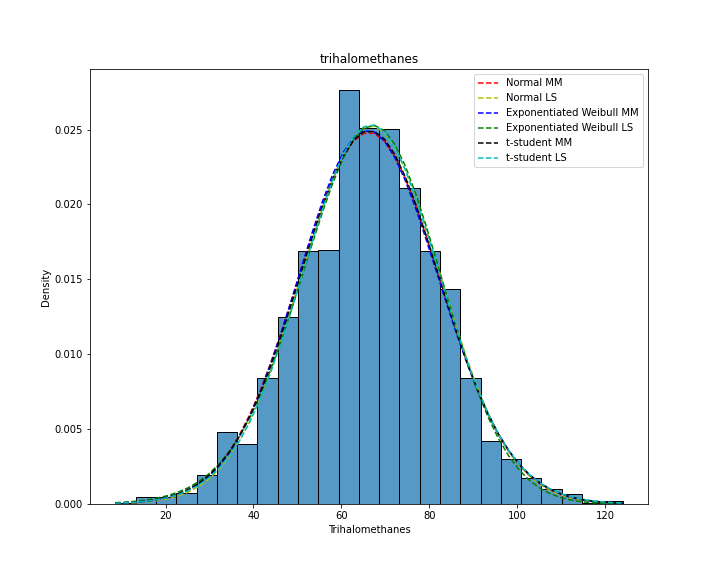 trihalomethanes
Normal MM
Normal LS
Exponentiated Weibull MM
Exponentiated Weibull LS
t-student MM
t-student LS
0.025
0.020
0.015
0.010
0.005
0.000
Density
20 40 60 80 100 120
Trihalomethanes